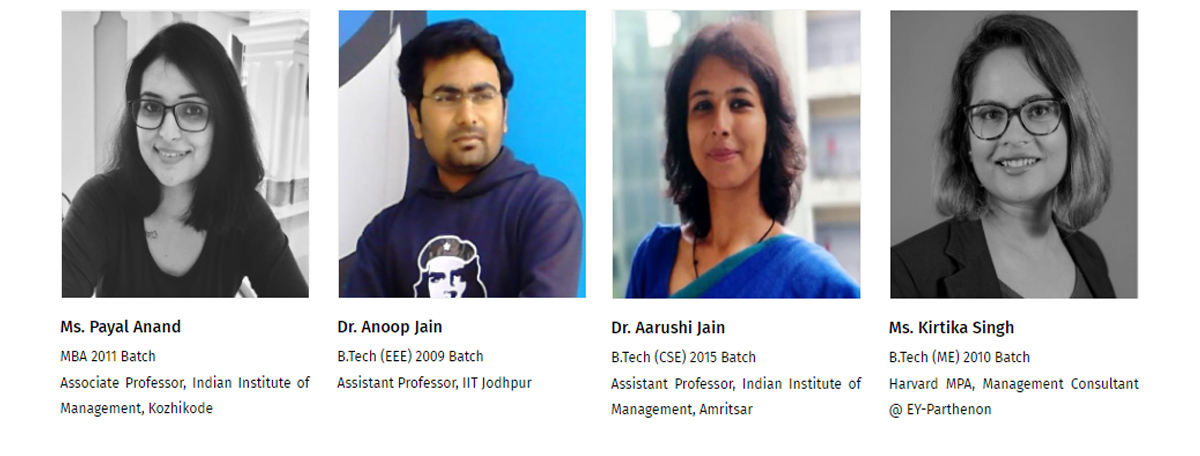 Ms. Payal Anand
MBA 2011 Batch
Associate Professor, Indian Institute of
Management, Kozhikode
Dr. Anoop Jain
B.Tech (EEE) 2009 Batch
Assistant Professor, IIT Jodhpur
Dr. Aarushi Jain
B.Tech (CSE) 2015 Batch
Assistant Professor, Indian Institute of
Management, Amritsar
Ms. Kirtika Singh
B.Tech (ME) 2010 Batch
Harvard MPA, Management Consultant
@ EY-Parthenon